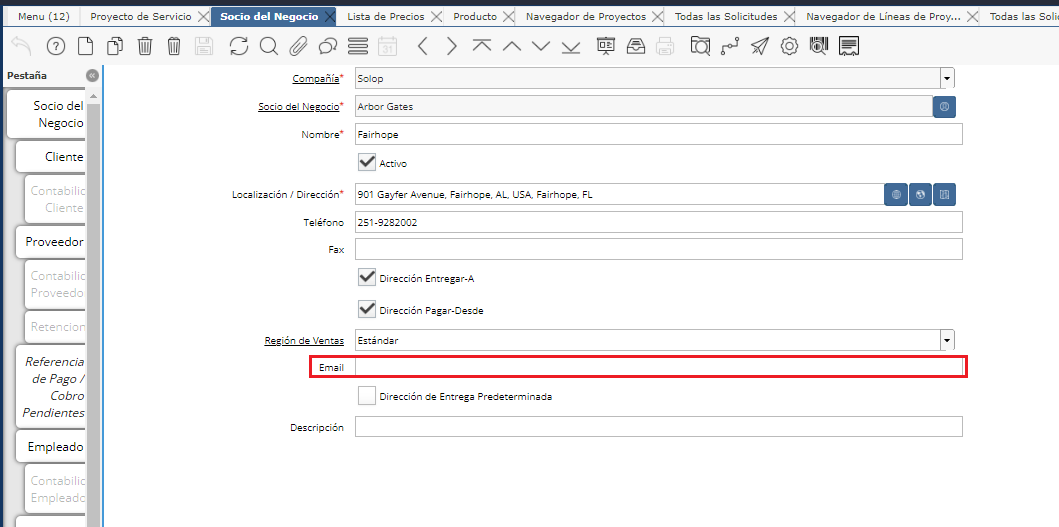 Menu (12)
Proyecto de Servicio
Socio del Negocio
Lista de Precios
Producto
Navegador de Proyectos
Todas las Solicitudes
Navegador de Líneas de Proy...
Todas las Soli
Pestaña
Socio del
Negocio
Cliente
Contabilic
Cliente
Proveedor
Contabilic
Proveedo
Retencion
Referencia
de Pago /
Cobro
Pendientes
Empleado
Contabilic
Empleado
Compañía*
Solop
Socio del Negocio*
Arbor Gates
Nombre*
Fairhope
Activo
Localización / Dirección*
901 Gayfer Avenue, Fairhope, AL, USA, Fairhope, FL
Teléfono
251-9282002
Fax
Dirección Entregar-A
Dirección Pagar-Desde
Región de Ventas
Estándar
Email
Dirección de Entrega Predeterminada
Descripción